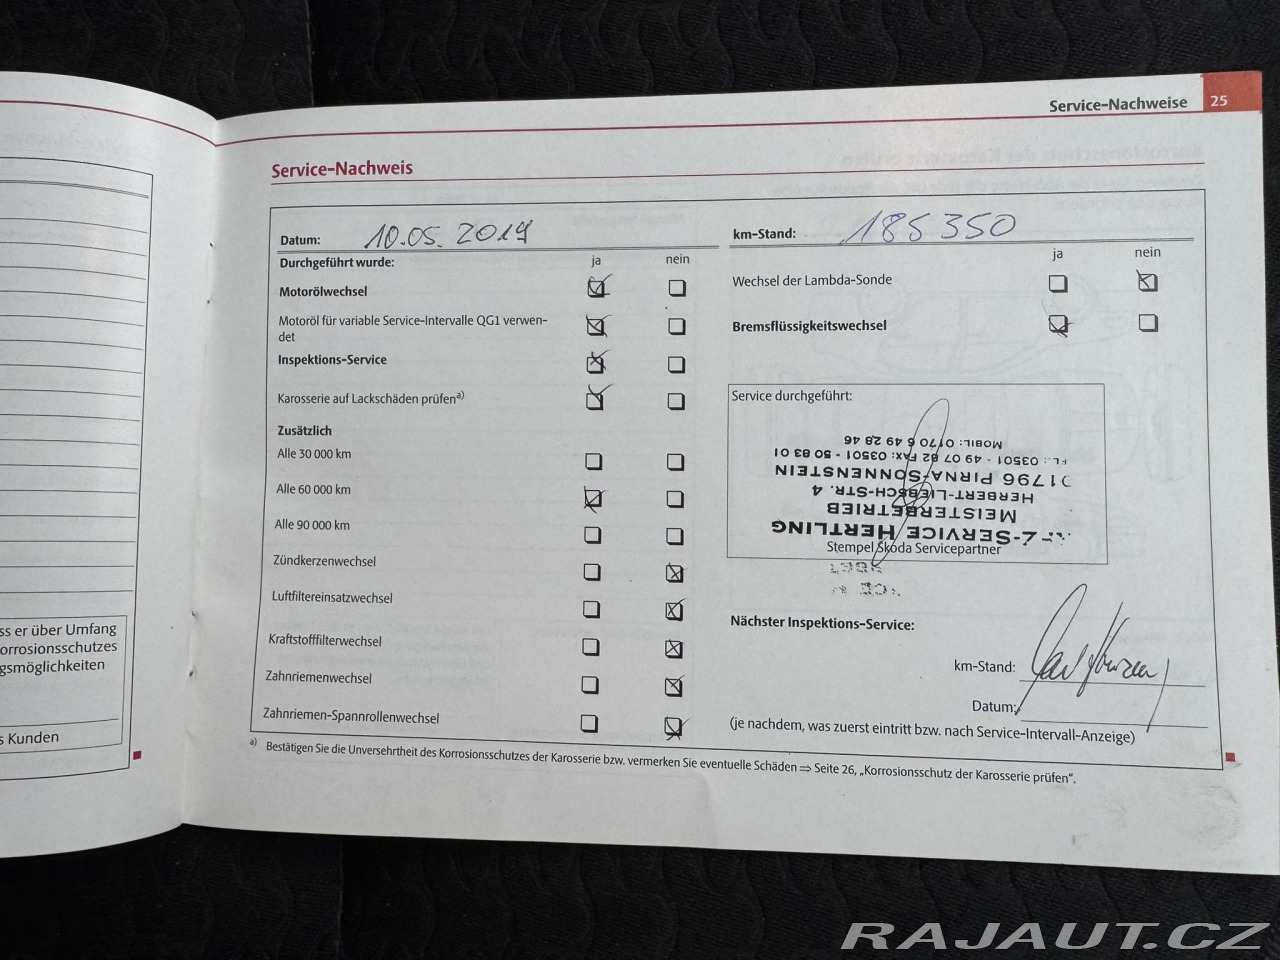 Service-Nachweise 25
Service-Nachweis
Datum: 10.05.2019
km-Stand: 185 350
Durchgeführt wurde: ja nein
Motorölwechsel
Motoröl für variable Service-Intervalle QG1 verwen-
det
Inspektions-Service
Karosserie auf Lackschäden prüfen a)
Zusätzlich
Alle 30 000 km
Alle 60 000 km
Alle 90 000 km
Zündkerzenwechsel
Luftfiltereinsatzwechsel
Kraftstofffilterwechsel
Zahnriemenwechsel
Zahnriemen-Spannrollenwechsel
ja nein
Wechsel der Lambda-Sonde
Bremsflüssigkeitswechsel
Service durchgeführt:
Z-SERVICE HERTLING
MEISTERBETRIEB
HERBERT-LIEBSCH-STR. 4
01796 PIRNA-SONNENSTEIN
03501 - 49 07 82 FAX: 03501 - 50 83 01
MOBIL: 0170 6 49 28 46
Stempel Škoda Servicepartner
Nächster Inspektions-Service:
km-Stand:
Datum:
(je nachdem, was zuerst eintritt bzw. nach Service-Intervall-Anzeige)
a) Bestätigen Sie die Unversehrtheit des Korrosionsschutzes der Karosserie bzw. vermerken Sie eventuelle Schäden ⇒ Seite 26, „Korrosionsschutz der Karosserie prüfen“.
ss er über Umfang
orrosionsschutzes
gsmöglichkeiten
s Kunden
RAJAUT.CZ